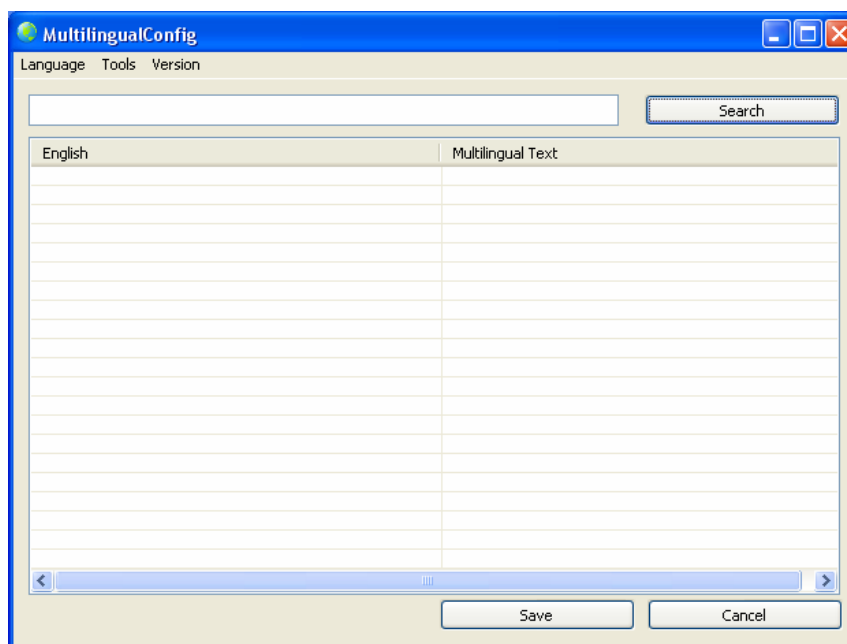 MultilingualConfig
Language Tools Version
Search
English Multilingual Text
Save Cancel